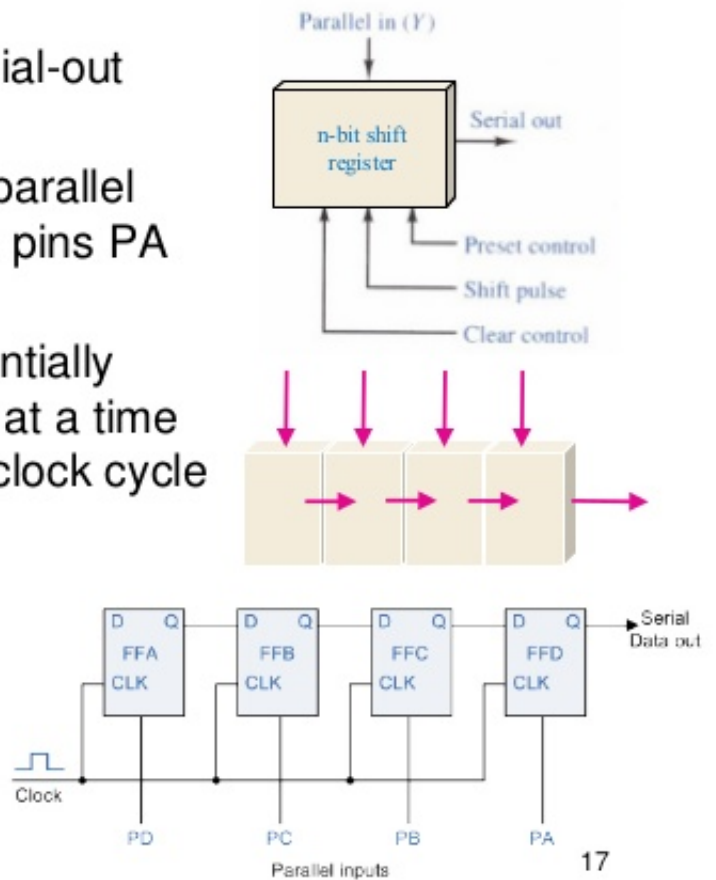 ial-out
parallel
pins PA
ntially
at a time
clock cycle
Parallel in (Y)
n-bit shift
register
Serial out
Preset control
Shift pulse
Clear control
D Q D Q D Q D Q
FFA FFB FFC FFD
CLK CLK CLK CLK
Serial
Data out
Clock
PD PC PB PA
Parallel inputs
17